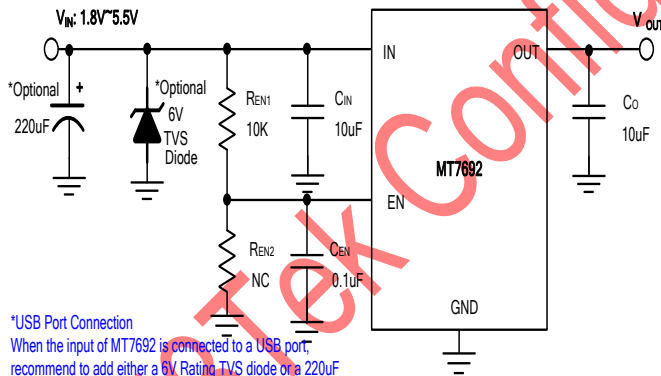 VIN: 1.8V~5.5V
V OUT
IN
OUT
*Optional
+
220uF
*Optional
6V
TVS
Diode
REN1
10K
CIN
10uF
CO
10uF
MT7692
EN
REN2
NC
CEN
0.1uF
GND
*USB Port Connection
When the input of MT7692 is connected to a USB port,
recommend to add either a 6V Rating TVS diode or a 220uF